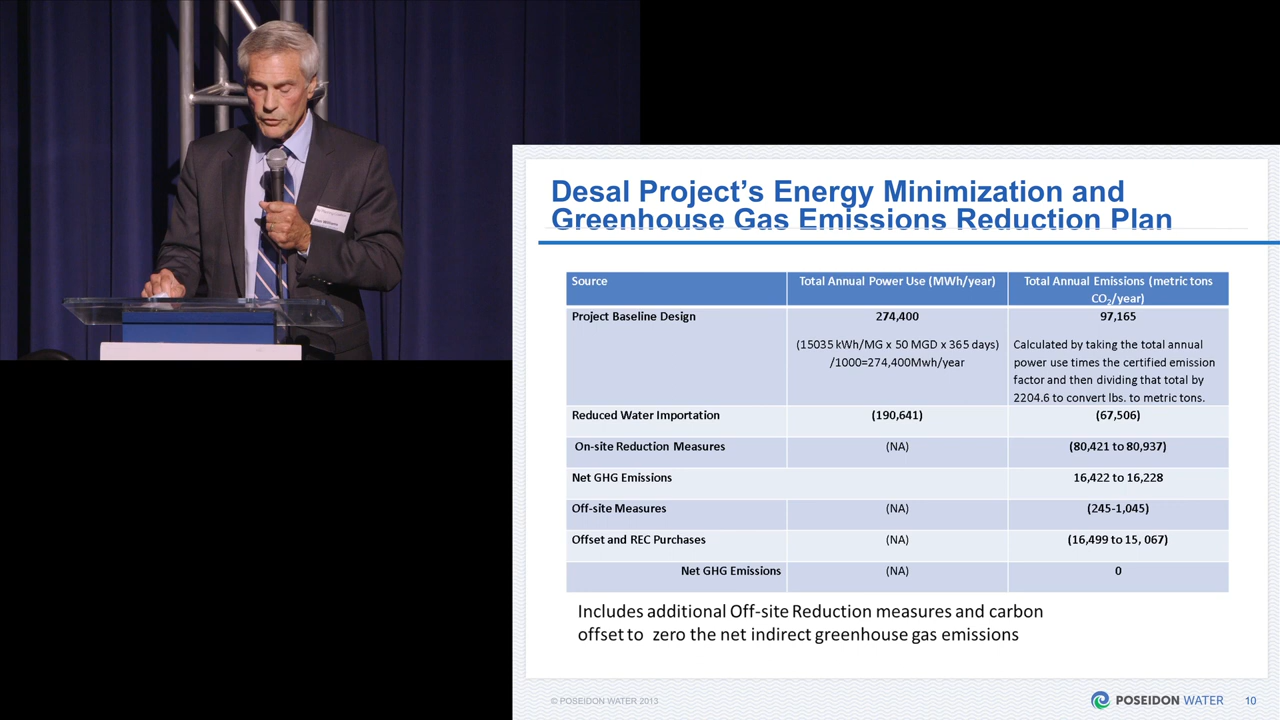 Desal Project's Energy Minimization and
Greenhouse Gas Emissions Reduction Plan
Source Total Annual Power Use (MWh/year) Total Annual Emissions (metric tons
CO₂/year)
Project Baseline Design 274,400 97,165
(15035 kWh/MG x 50 MGD x 365 days)
/1000=274,400Mwh/year
Calculated by taking the total annual
power use times the certified emission
factor and then dividing that total by
2204.6 to convert lbs. to metric tons.
Reduced Water Importation (190,641) (67,506)
On-site Reduction Measures (NA) (80,421 to 80,937)
Net GHG Emissions 16,422 to 16,228
Off-site Measures (NA) (245-1,045)
Offset and REC Purchases (NA) (16,499 to 15, 067)
Net GHG Emissions (NA) 0
Includes additional Off-site Reduction measures and carbon
offset to zero the net indirect greenhouse gas emissions
© POSEIDON WATER 2013
POSEIDON WATER 10